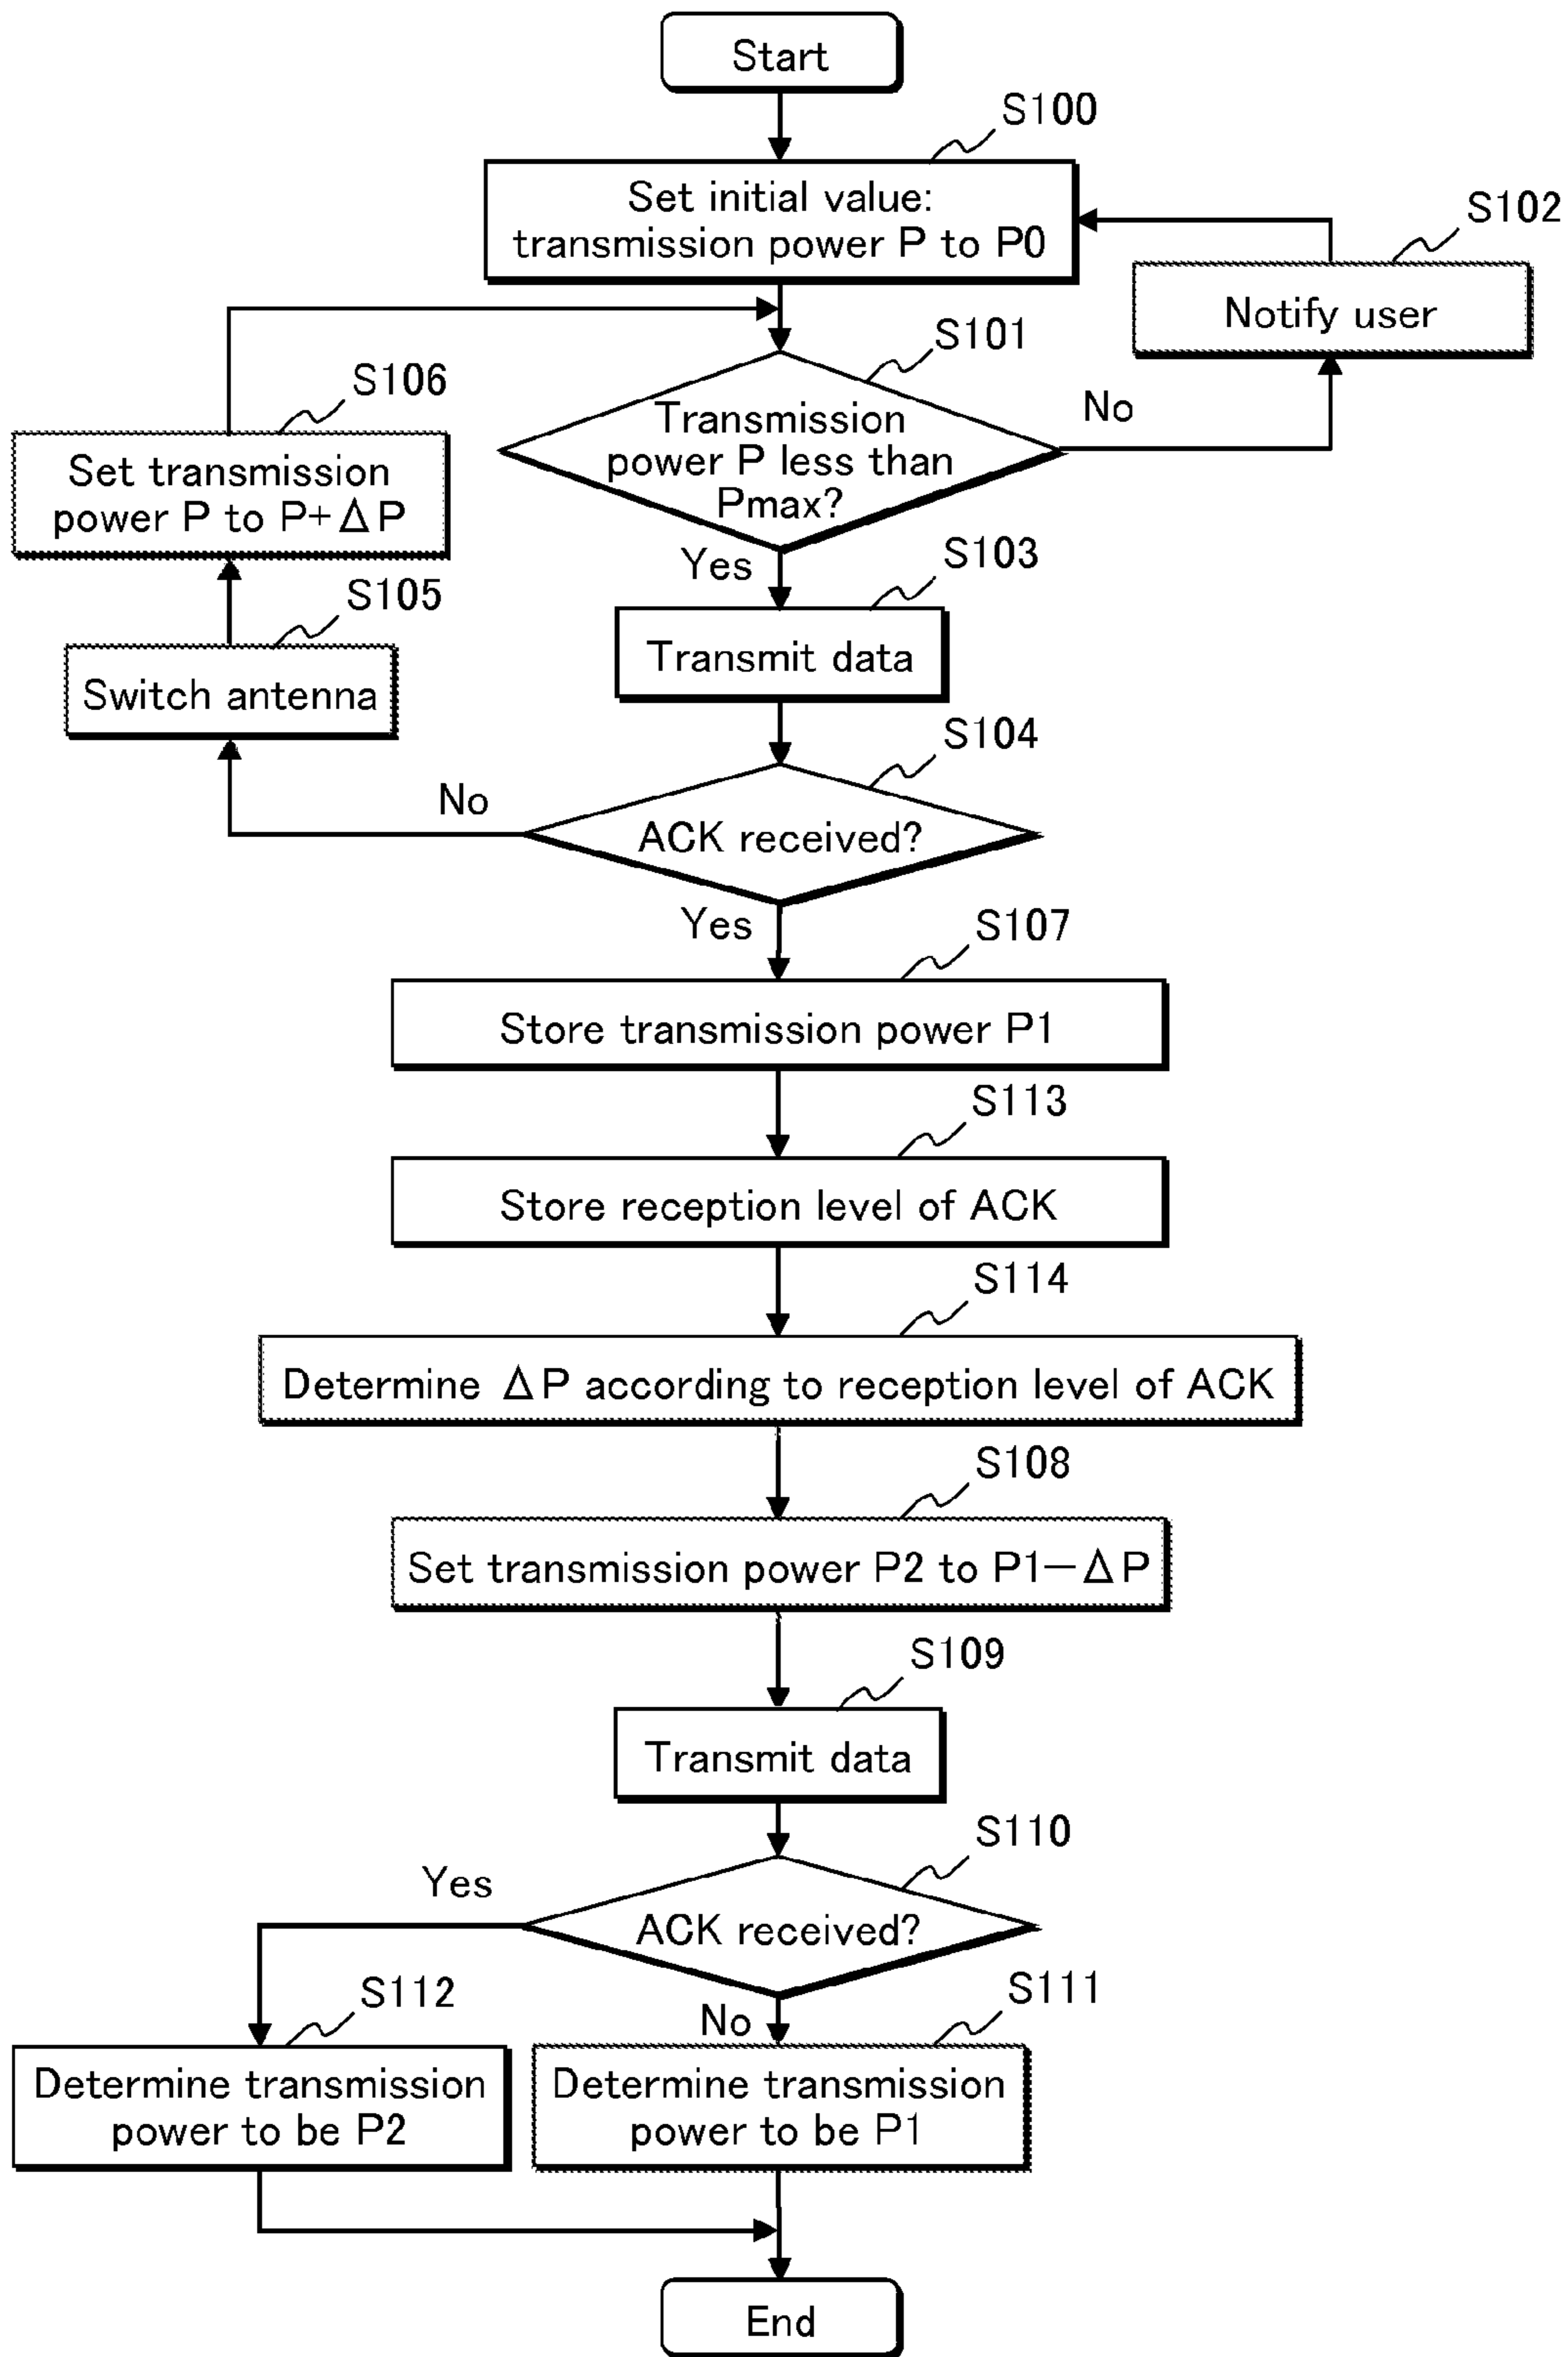 Start
S100
Set initial value:
transmission power P to P0
S102
Notify user
S101
Transmission
power P less than
Pmax?
No
Yes
S106
Set transmission
power P to P+ΔP
S105
Switch antenna
S103
Transmit data
S104
ACK received?
No
Yes
S107
Store transmission power P1
S113
Store reception level of ACK
S114
Determine ΔP according to reception level of ACK
S108
Set transmission power P2 to P1−ΔP
S109
Transmit data
S110
ACK received?
Yes
No
S112
Determine transmission
power to be P2
S111
Determine transmission
power to be P1
End